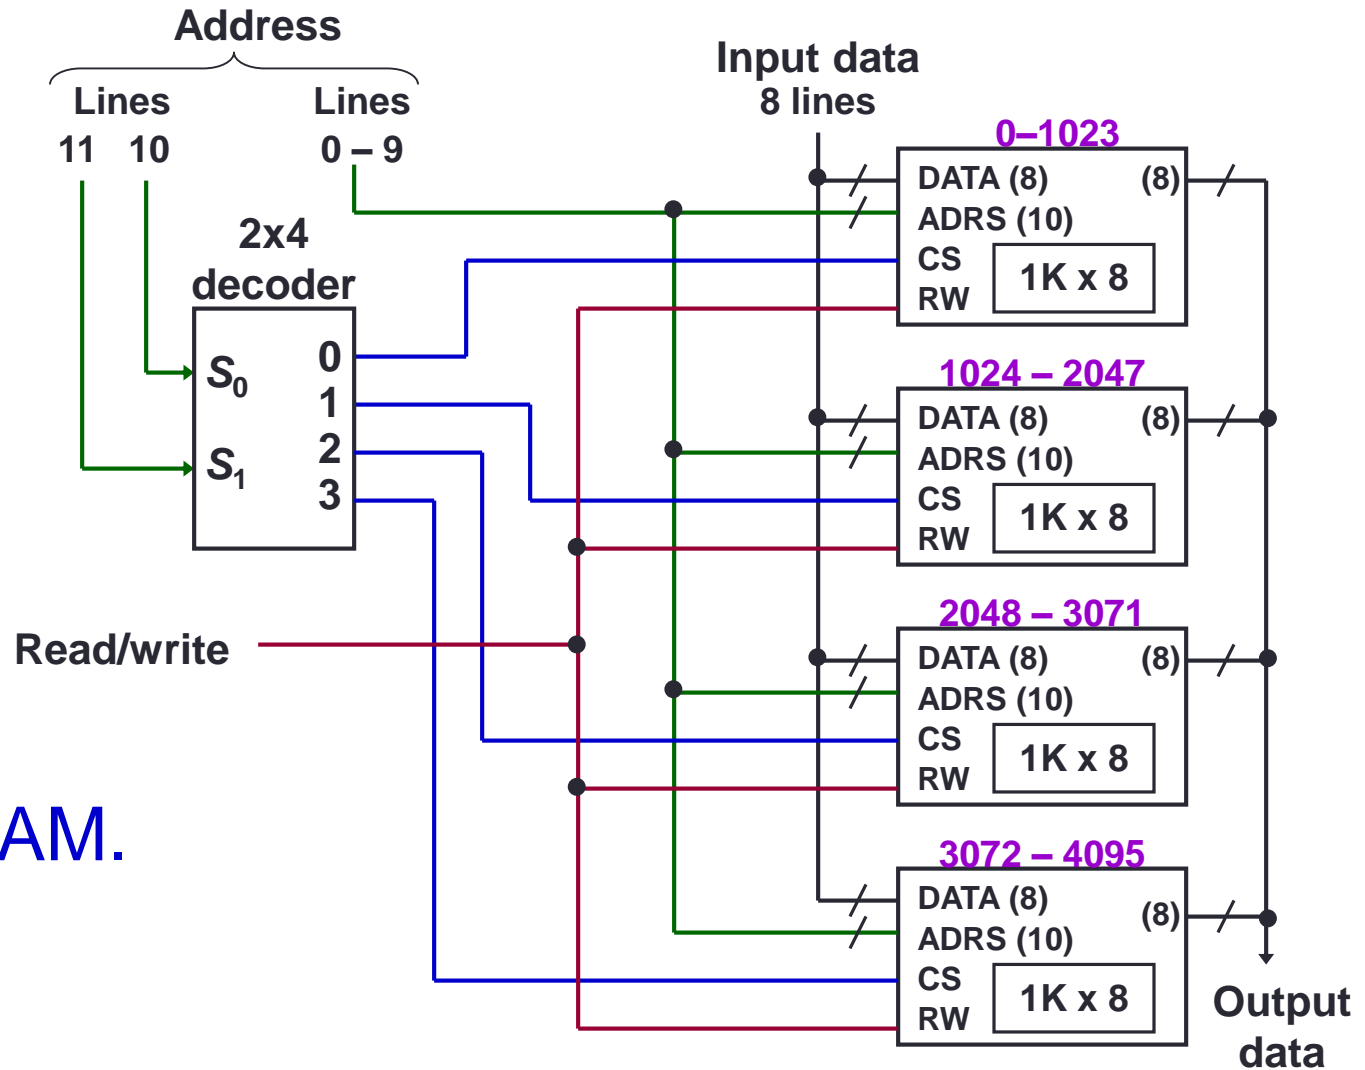 Address
Lines
11 10
Lines
0 – 9
Input data
8 lines
2x4
decoder
S0
S1
0
1
2
3
Read/write
AM.
0–1023
DATA (8) (8)
ADRS (10)
CS
RW
1K x 8
1024 – 2047
DATA (8) (8)
ADRS (10)
CS
RW
1K x 8
2048 – 3071
DATA (8) (8)
ADRS (10)
CS
RW
1K x 8
3072 – 4095
DATA (8) (8)
ADRS (10)
CS
RW
1K x 8
Output
data